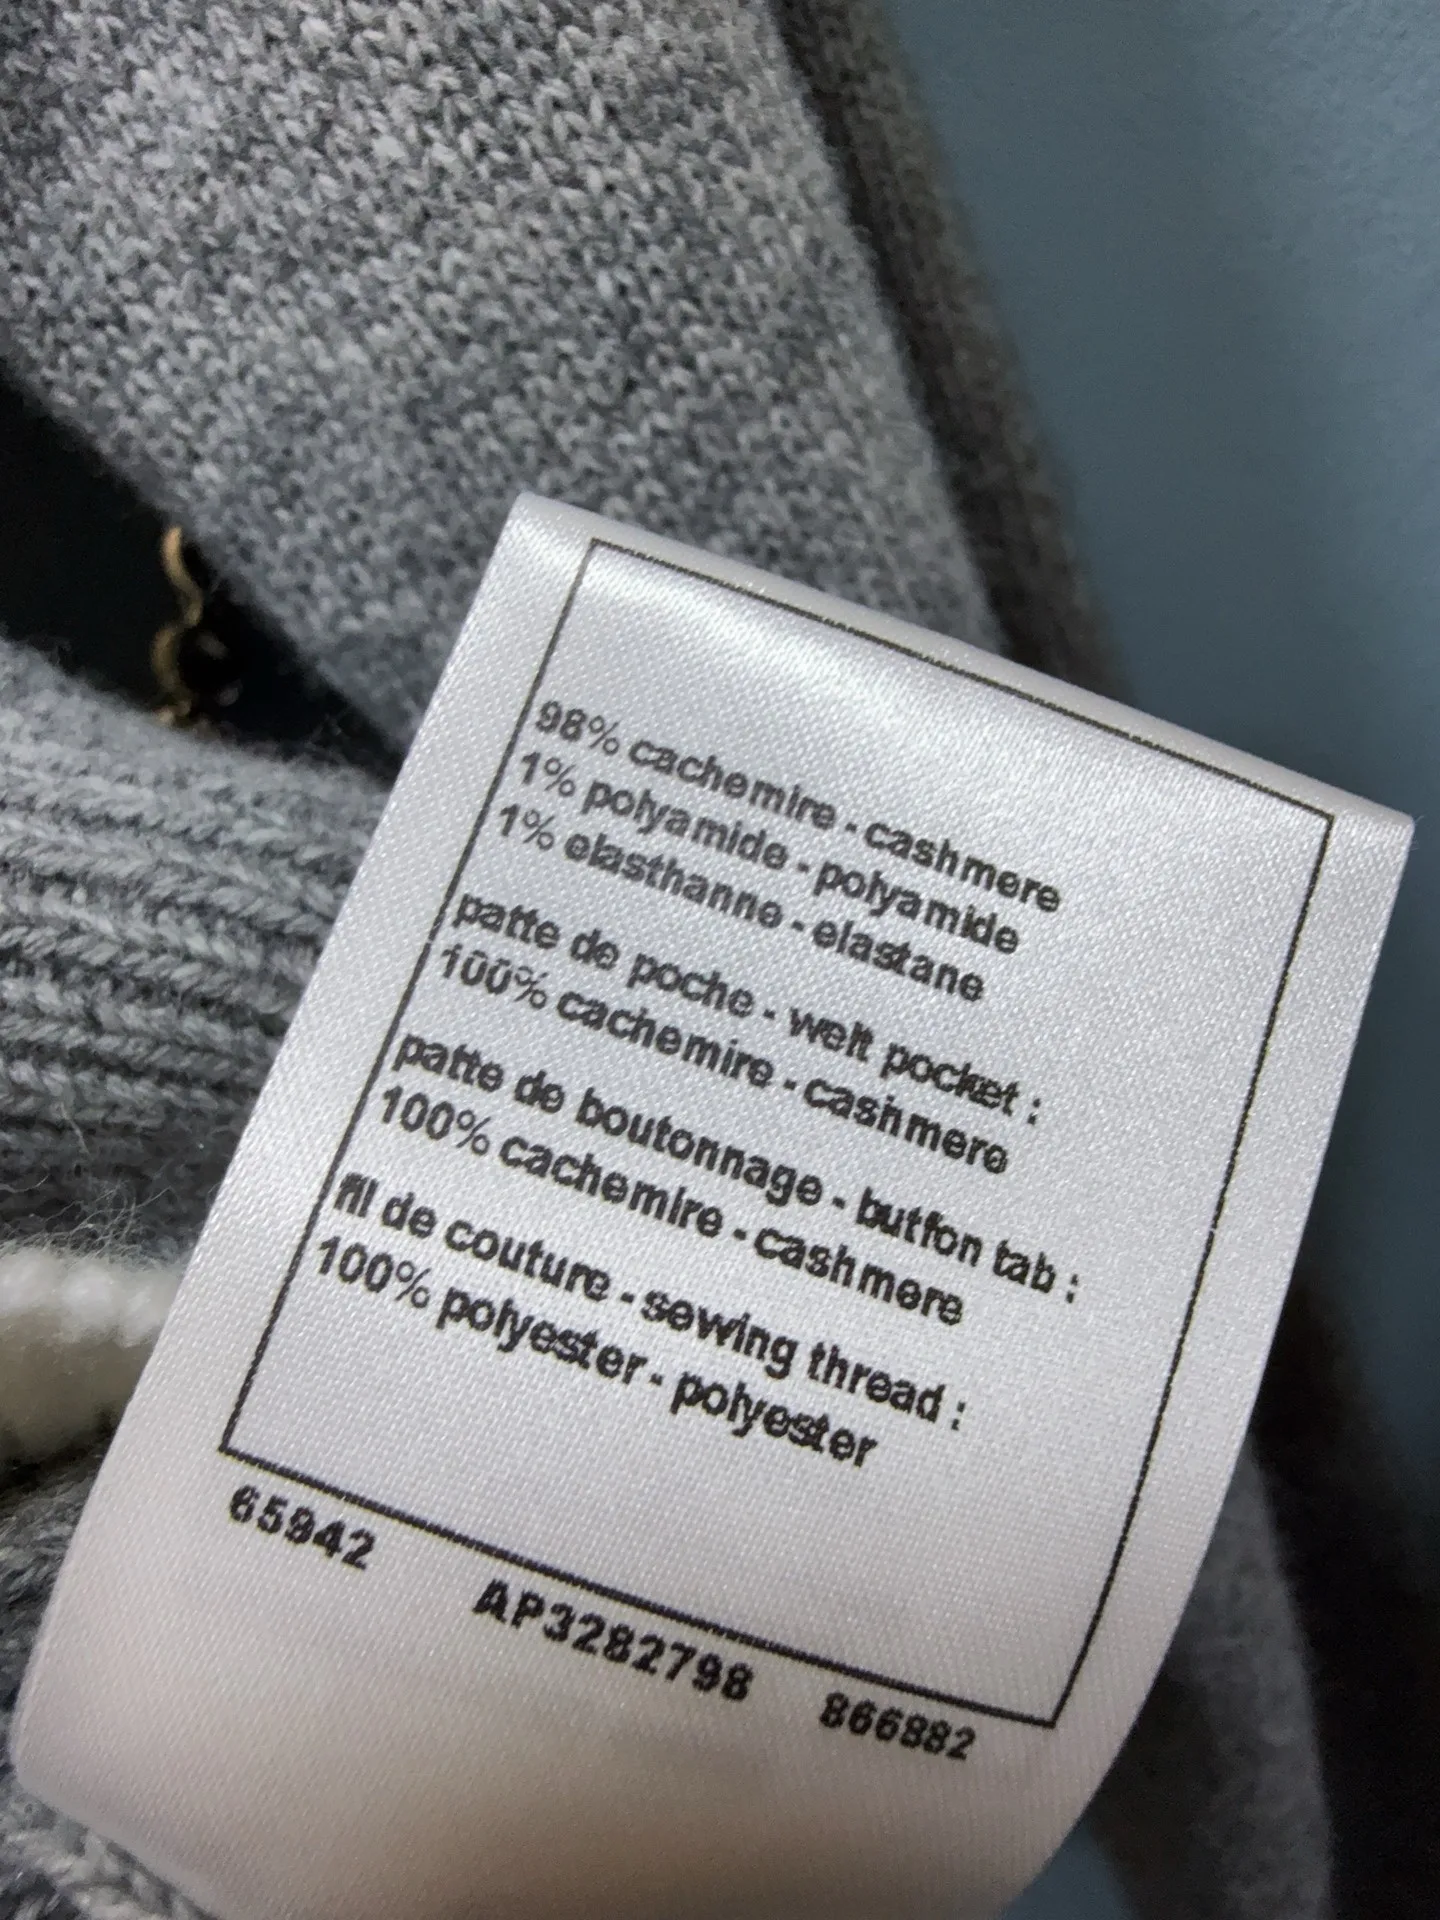 98% cachemire - cashmere
1% polyamide - polyamide
1% elasthanne - elastane
patte de poche - welt pocket :
100% cachemire - cashmere
patte de boutonnage - button tab :
100% cachemire - cashmere
fil de couture - sewing thread :
100% polyester - polyester
65942 AP3282798 866882